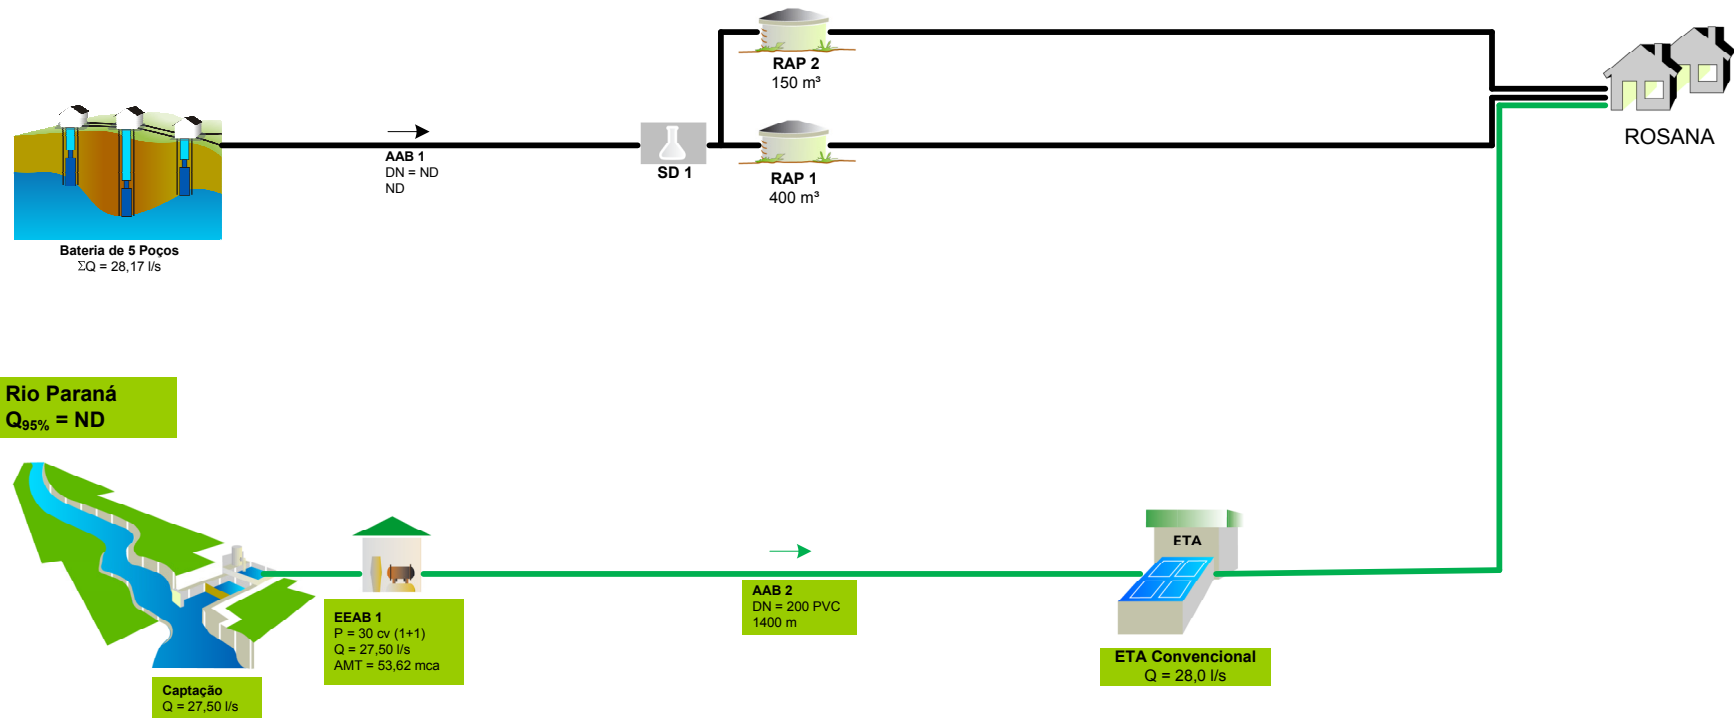 RAP 2
150 m³
AAB 1
DN = ND
ND
SD 1
RAP 1
400 m³
ROSANA
Bateria de 5 Poços
ΣQ = 28,17 l/s
Rio Paraná
Q95% = ND
ETA
EEAB 1
P = 30 cv (1+1)
Q = 27,50 l/s
AMT = 53,62 mca
AAB 2
DN = 200 PVC
1400 m
ETA Convencional
Q = 28,0 l/s
Captação
Q = 27,50 l/s